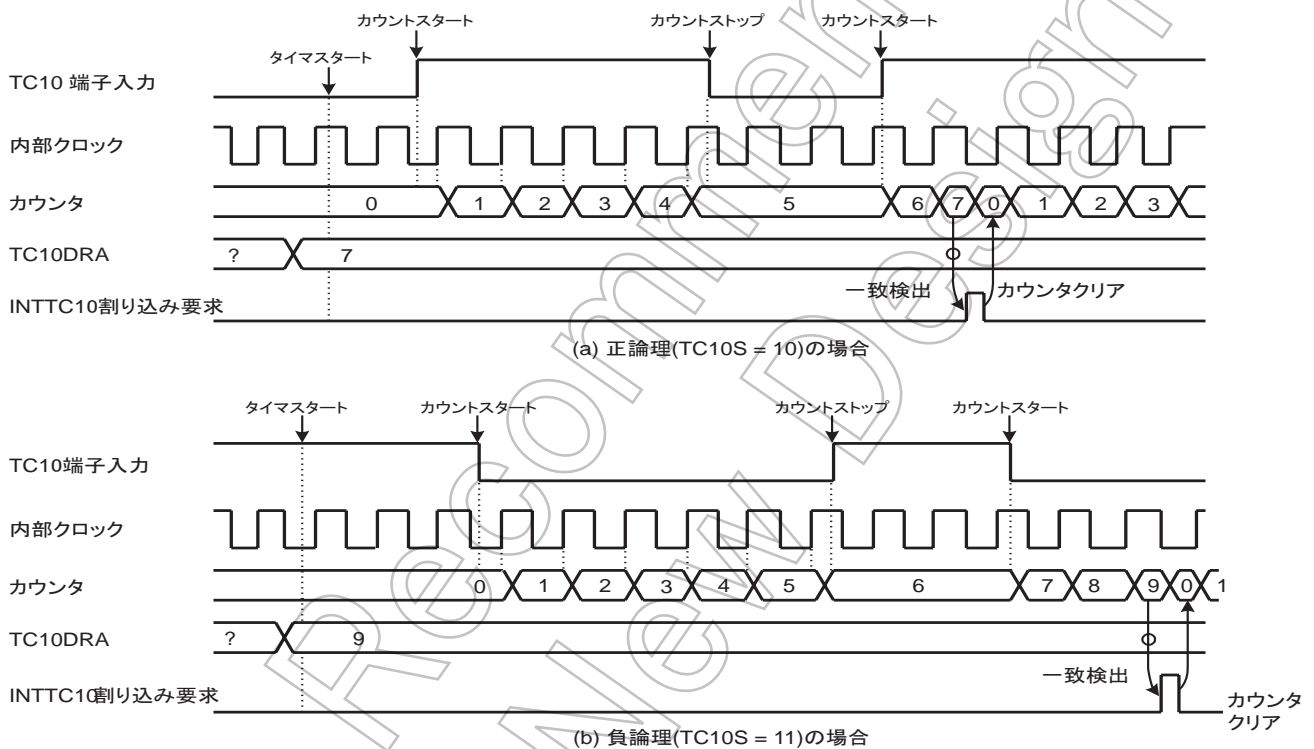 カウントスタート カウントストップ カウントスタート
タイマスタート
TC10 端子入力
内部クロック
カウンタ 0 1 2 3 4 5 6 7 0 1 2 3
TC10DRA ? 7
一致検出 カウンタクリア
INTTC10割り込み要求
(a) 正論理(TC10S = 10)の場合
タイマスタート カウントスタート カウントストップ カウントスタート
TC10端子入力
内部クロック
カウンタ 0 1 2 3 4 5 6 7 8 9 0 1
TC10DRA ? 9
一致検出
INTTC10割り込み要求 カウンタ
クリア
(b) 負論理(TC10S = 11)の場合
Recommen
New Design